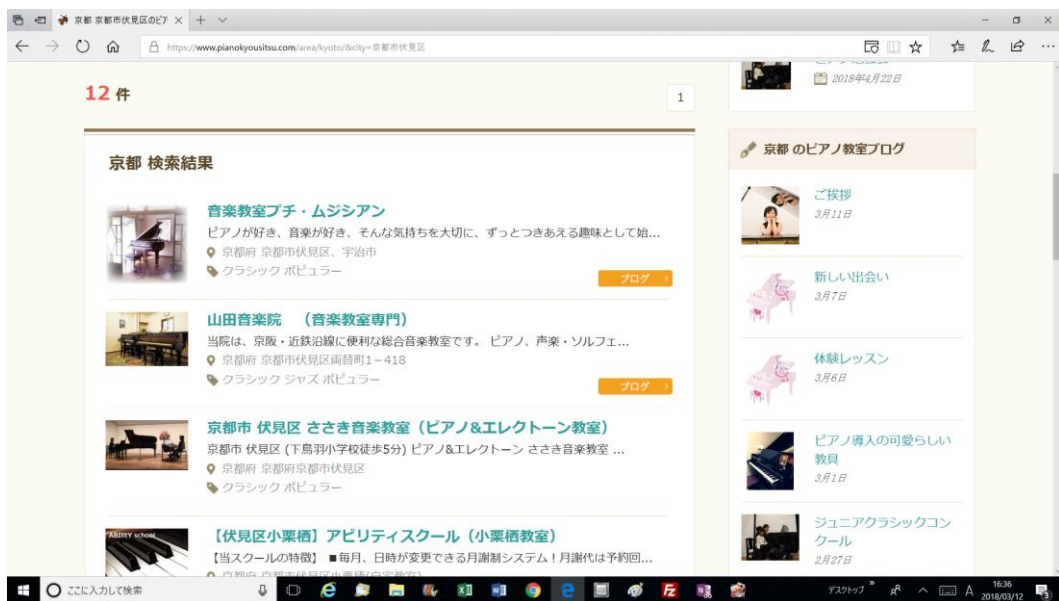 京都 京都市伏見区のピア
https://www.pianokyousitsu.com/area/kyoto/&city=京都市伏見区
12 件
1
京都 検索結果
音楽教室プチ・ムジシアン
ピアノが好き、音楽が好き、そんな気持ちを大切に、ずっとつきあえる趣味として始...
京都府 京都市伏見区、宇治市
クラシック ポピュラー
ブログ
山田音楽院 （音楽教室専門）
当院は、京阪・近鉄沿線に便利な総合音楽教室です。 ピアノ、声楽・ソルフェ...
京都府 京都市伏見区両替町1－418
クラシック ジャズ ポピュラー
ブログ
京都市 伏見区 ささき音楽教室（ピアノ&エレクトーン教室）
京都市 伏見区 (下鳥羽小学校徒歩5分) ピアノ&エレクトーン ささき音楽教室 ...
京都府 京都府京都市伏見区
クラシック ポピュラー
ABILITY school
【伏見区小栗栖】アビリティスクール（小栗栖教室）
【当スクールの特徴】 ■毎月、日時が変更できる月謝制システム！月謝代は予約回...
2018年4月22日
京都 のピアノ教室ブログ
ご挨拶
3月11日
新しい出会い
3月7日
体験レッスン
3月6日
ピアノ導入の可愛らしい
教具
3月1日
ジュニアクラシックコン
クール
2月27日
ここに入力して検索
デスクトップ
A
16:36
2018/03/12